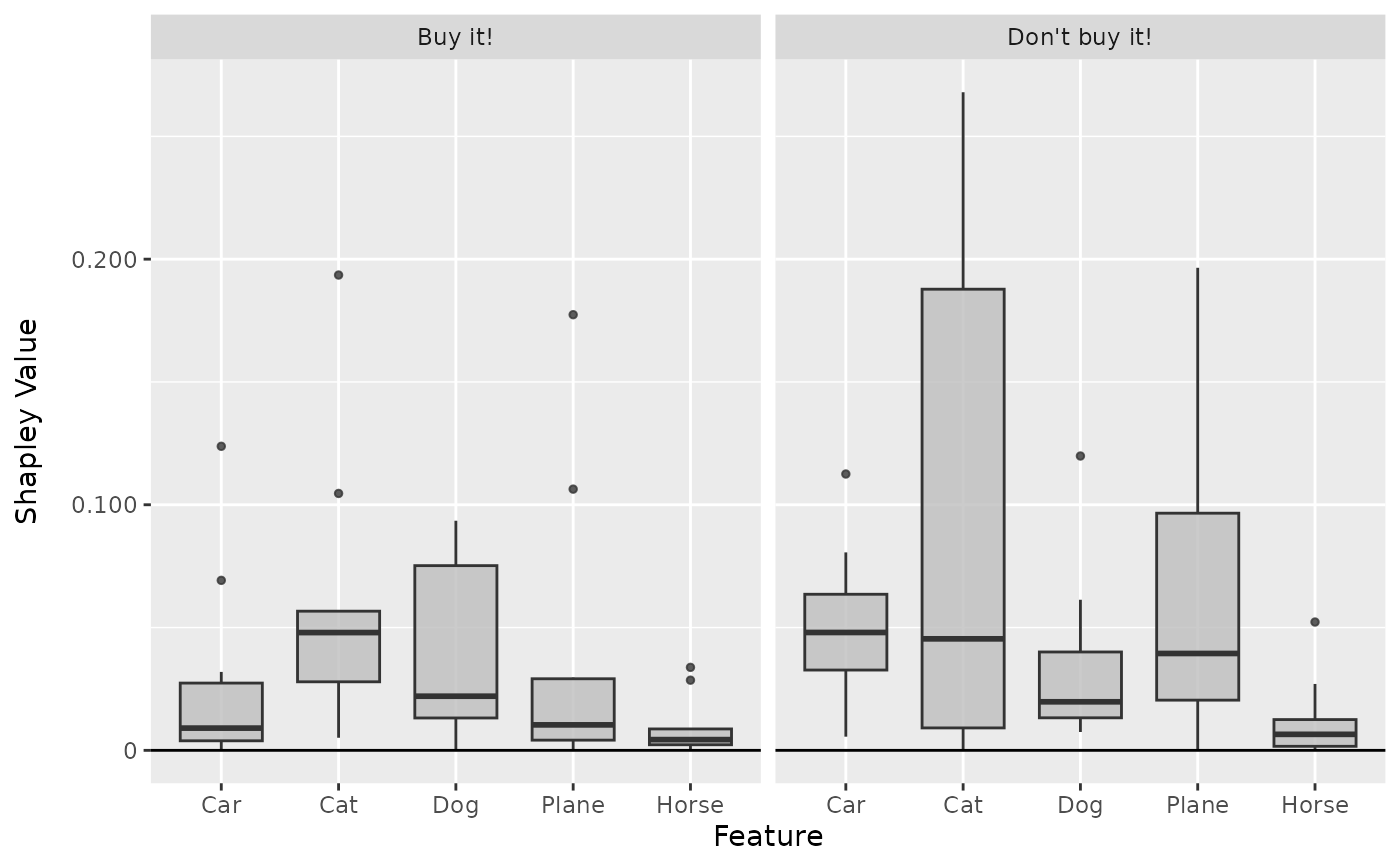 Buy it!
Don't buy it!
Shapley Value
0.200
0.100
0
Car Cat Dog Plane Horse
Car Cat Dog Plane Horse
Feature